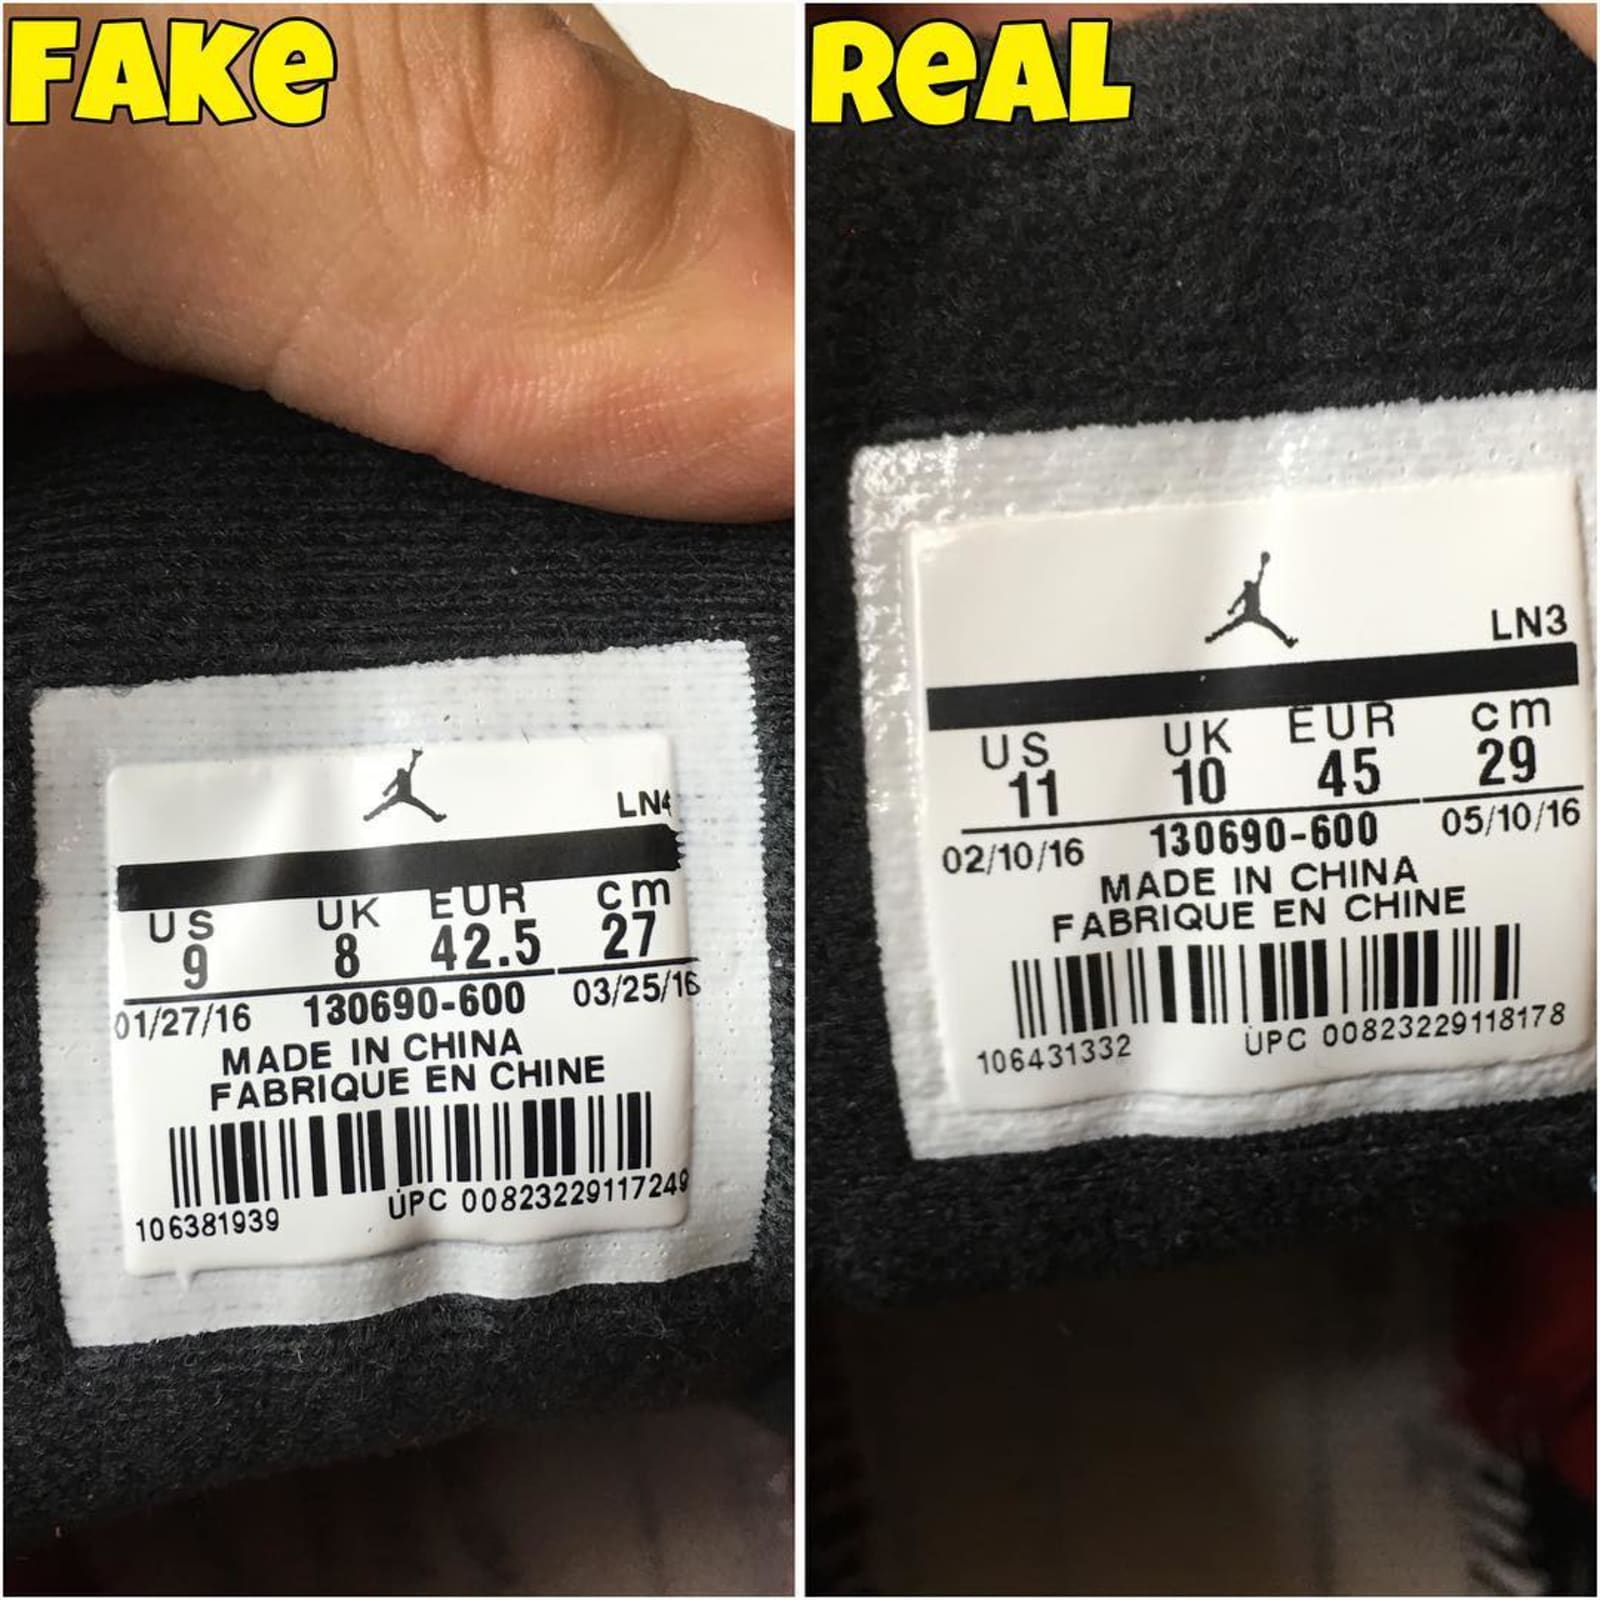 FAKe
LN4
US UK EUR cm
9 8 42.5 27
01/27/16 130690-600 03/25/16
MADE IN CHINA
FABRIQUE EN CHINE
106381939 UPC 00823229117249
ReAL
LN3
US UK EUR cm
11 10 45 29
02/10/16 130690-600 05/10/16
MADE IN CHINA
FABRIQUE EN CHINE
106431332 UPC 00823229118178